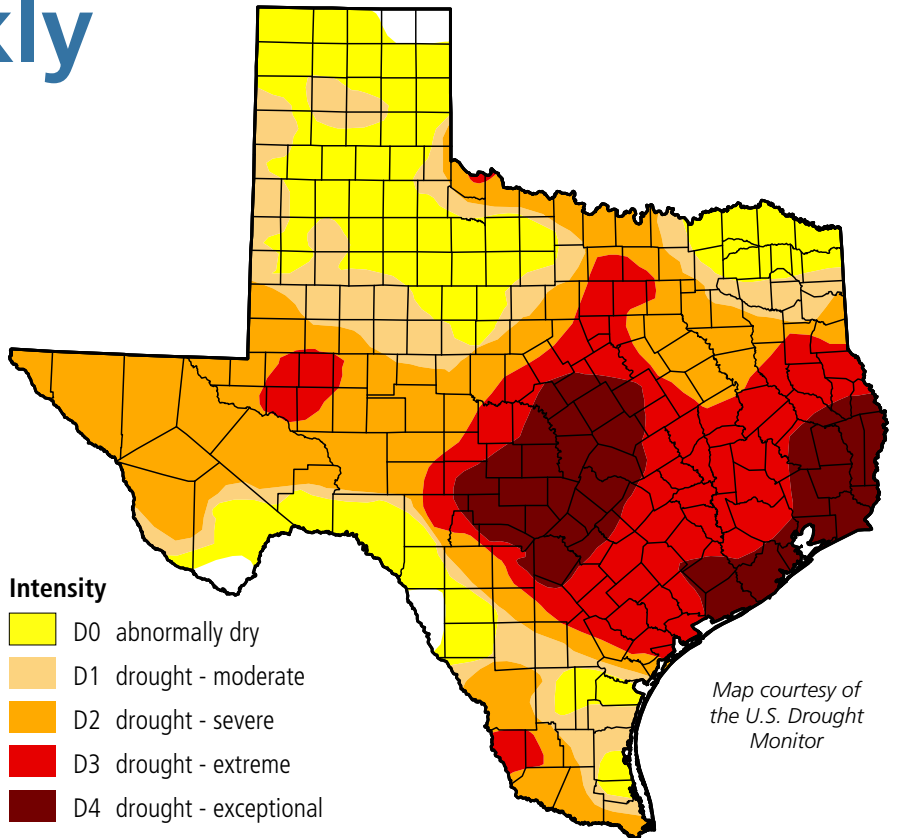 kly
Intensity
D0 abnormally dry
D1 drought - moderate
D2 drought - severe
D3 drought - extreme
D4 drought - exceptional
Map courtesy of
the U.S. Drought
Monitor